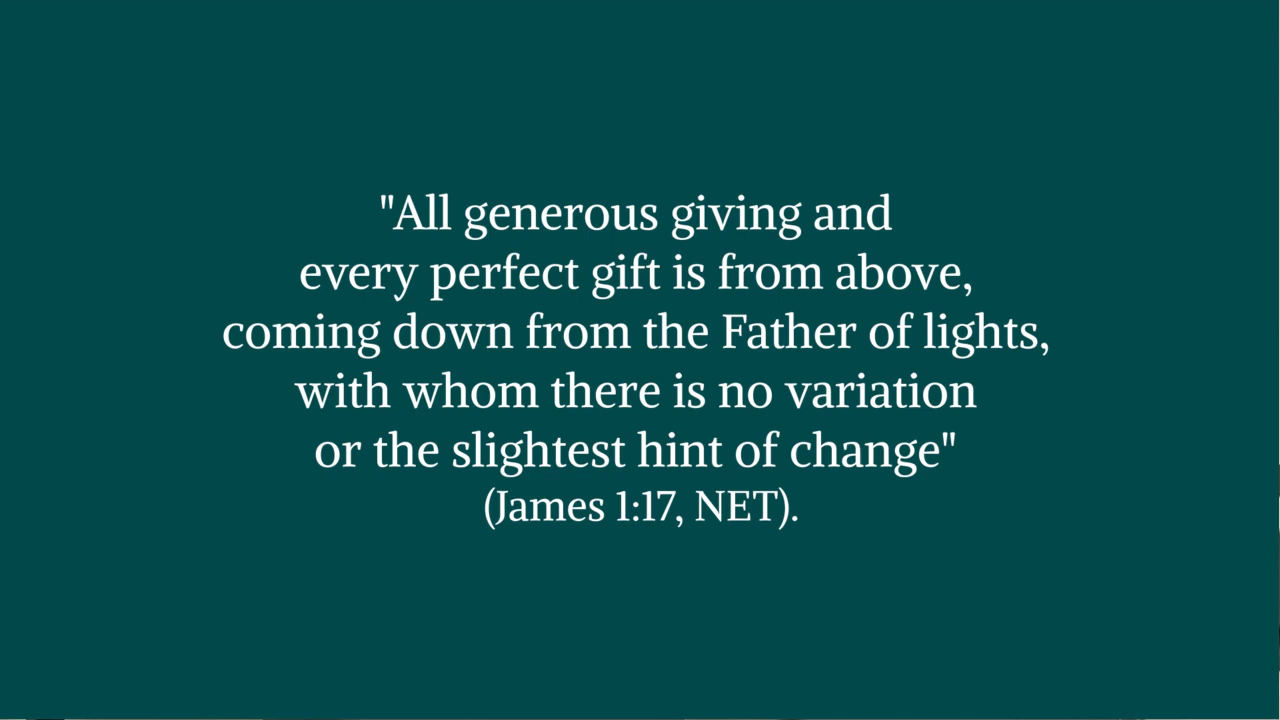 "All generous giving and
every perfect gift is from above,
coming down from the Father of lights,
with whom there is no variation
or the slightest hint of change"
(James 1:17, NET).